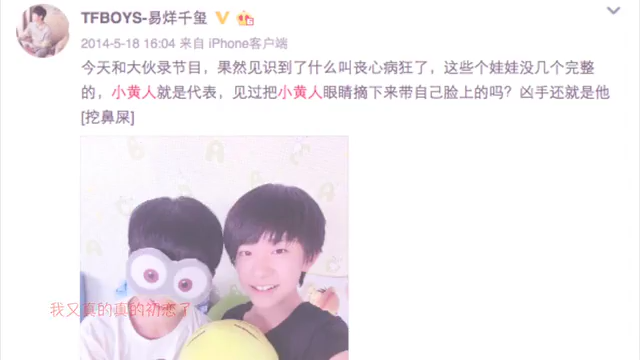 TFBOYS-易烊千玺
2014-5-18 16:04 来自 iPhone客户端
今天和大伙录节目，果然见识到了什么叫丧心病狂了，这些个娃娃没几个完整
的，小黄人就是代表，见过把小黄人眼睛摘下来带自己脸上的吗？凶手还就是他
[挖鼻屎]
我又真的真的初恋了